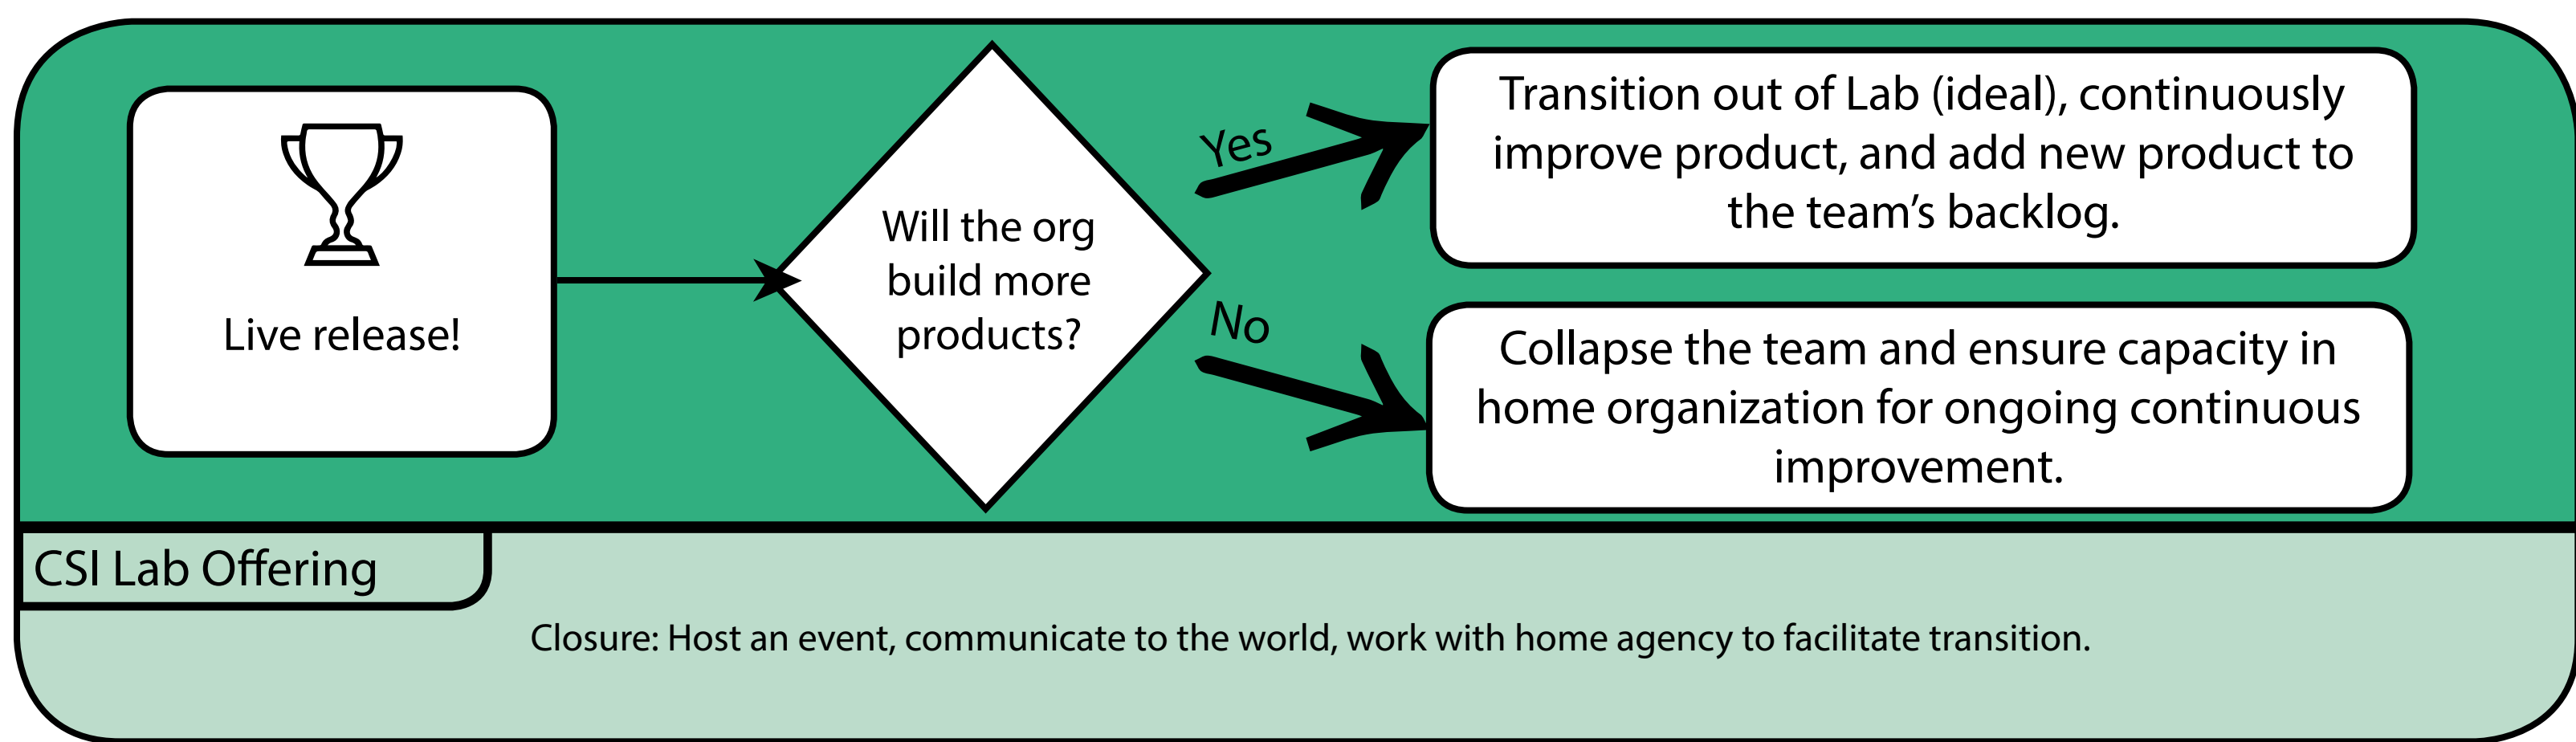 Live release!
Will the org
build more
products?
Yes
Transition out of Lab (ideal), continuously
improve product, and add new product to
the team’s backlog.
No
Collapse the team and ensure capacity in
home organization for ongoing continuous
improvement.
CSI Lab Offering
Closure: Host an event, communicate to the world, work with home agency to facilitate transition.